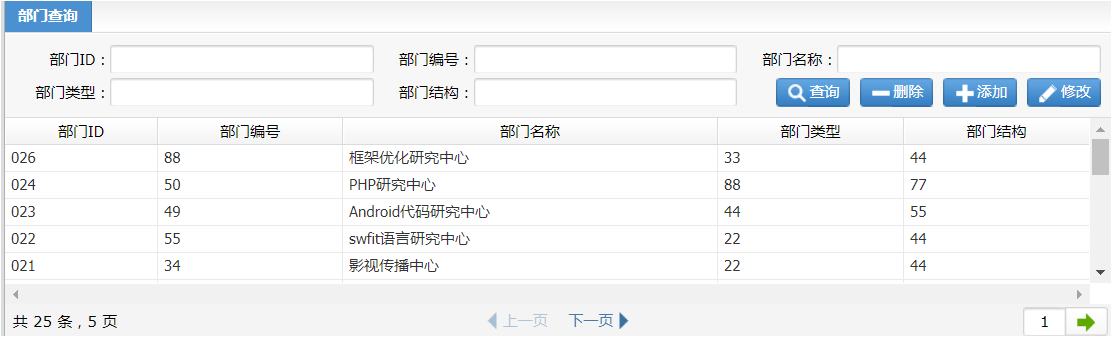 部门查询
部门ID： 部门编号： 部门名称：
部门类型： 部门结构： 查询 删除 添加 修改
部门ID 部门编号 部门名称 部门类型 部门结构
026 88 框架优化研究中心 33 44
024 50 PHP研究中心 88 77
023 49 Android代码研究中心 44 55
022 55 swfit语言研究中心 22 44
021 34 影视传播中心 22 44
共 25 条，5 页 上一页 下一页 1